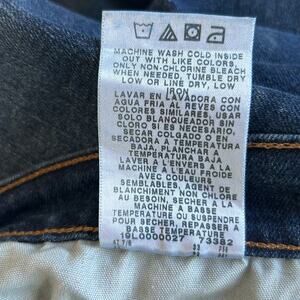 MACHINE WASH COLD INSIDE
OUT WITH LIKE COLORS,
ONLY NON-CHLORINE BLEACH
WHEN NEEDED, TUMBLE DRY
LOW OR LINE DRY, LOW
IRON
LAVAR EN LAVADORA CON
AGUA FRIA AL REVES CON
COLORES SIMILARES, USAR
SOLO BLANQUEADOR SIN
CLORO SI ES NECESARIO,
SECAR COLGADO O EN
SECADORA A TEMPERATURA
BAJA, PLANCHAR A
TEMPERATURA BAJA
LAVER A L'ENVERS A LA
MACHINE A L'EAU FROIDE
AVEC COULEURS
SEMBLABLES, AGENT DE
BLANCHIMENT NON CHLORE
AU BESOIN, SECHER A LA
MACHINE A BASSE
TEMPERATURE OU SUSPENDRE
POUR SECHER, REPASSER A
BASSE TEMPERATURE
19L0000027 73382